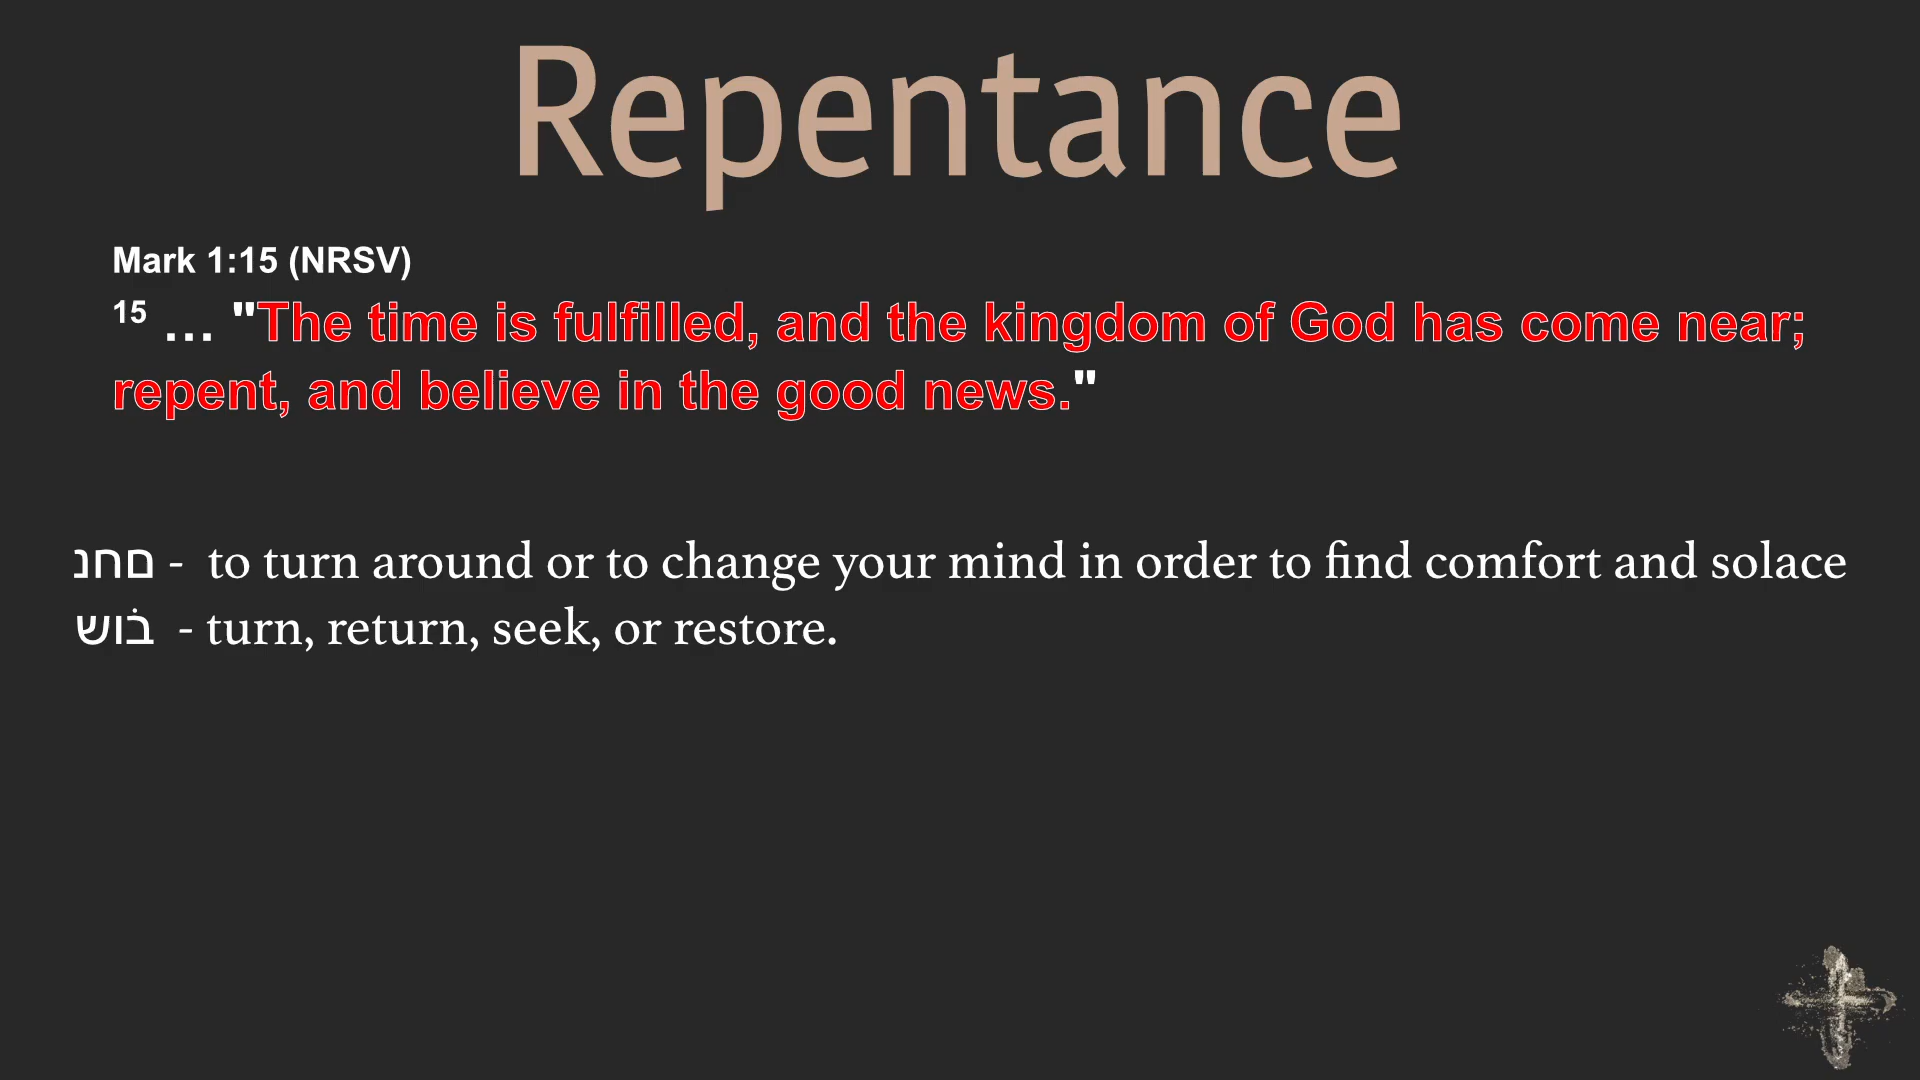 Repentance
Mark 1:15 (NRSV)
15 … "The time is fulfilled, and the kingdom of God has come near;
repent, and believe in the good news."
םחנ - to turn around or to change your mind in order to find comfort and solace
בׁוש - turn, return, seek, or restore.